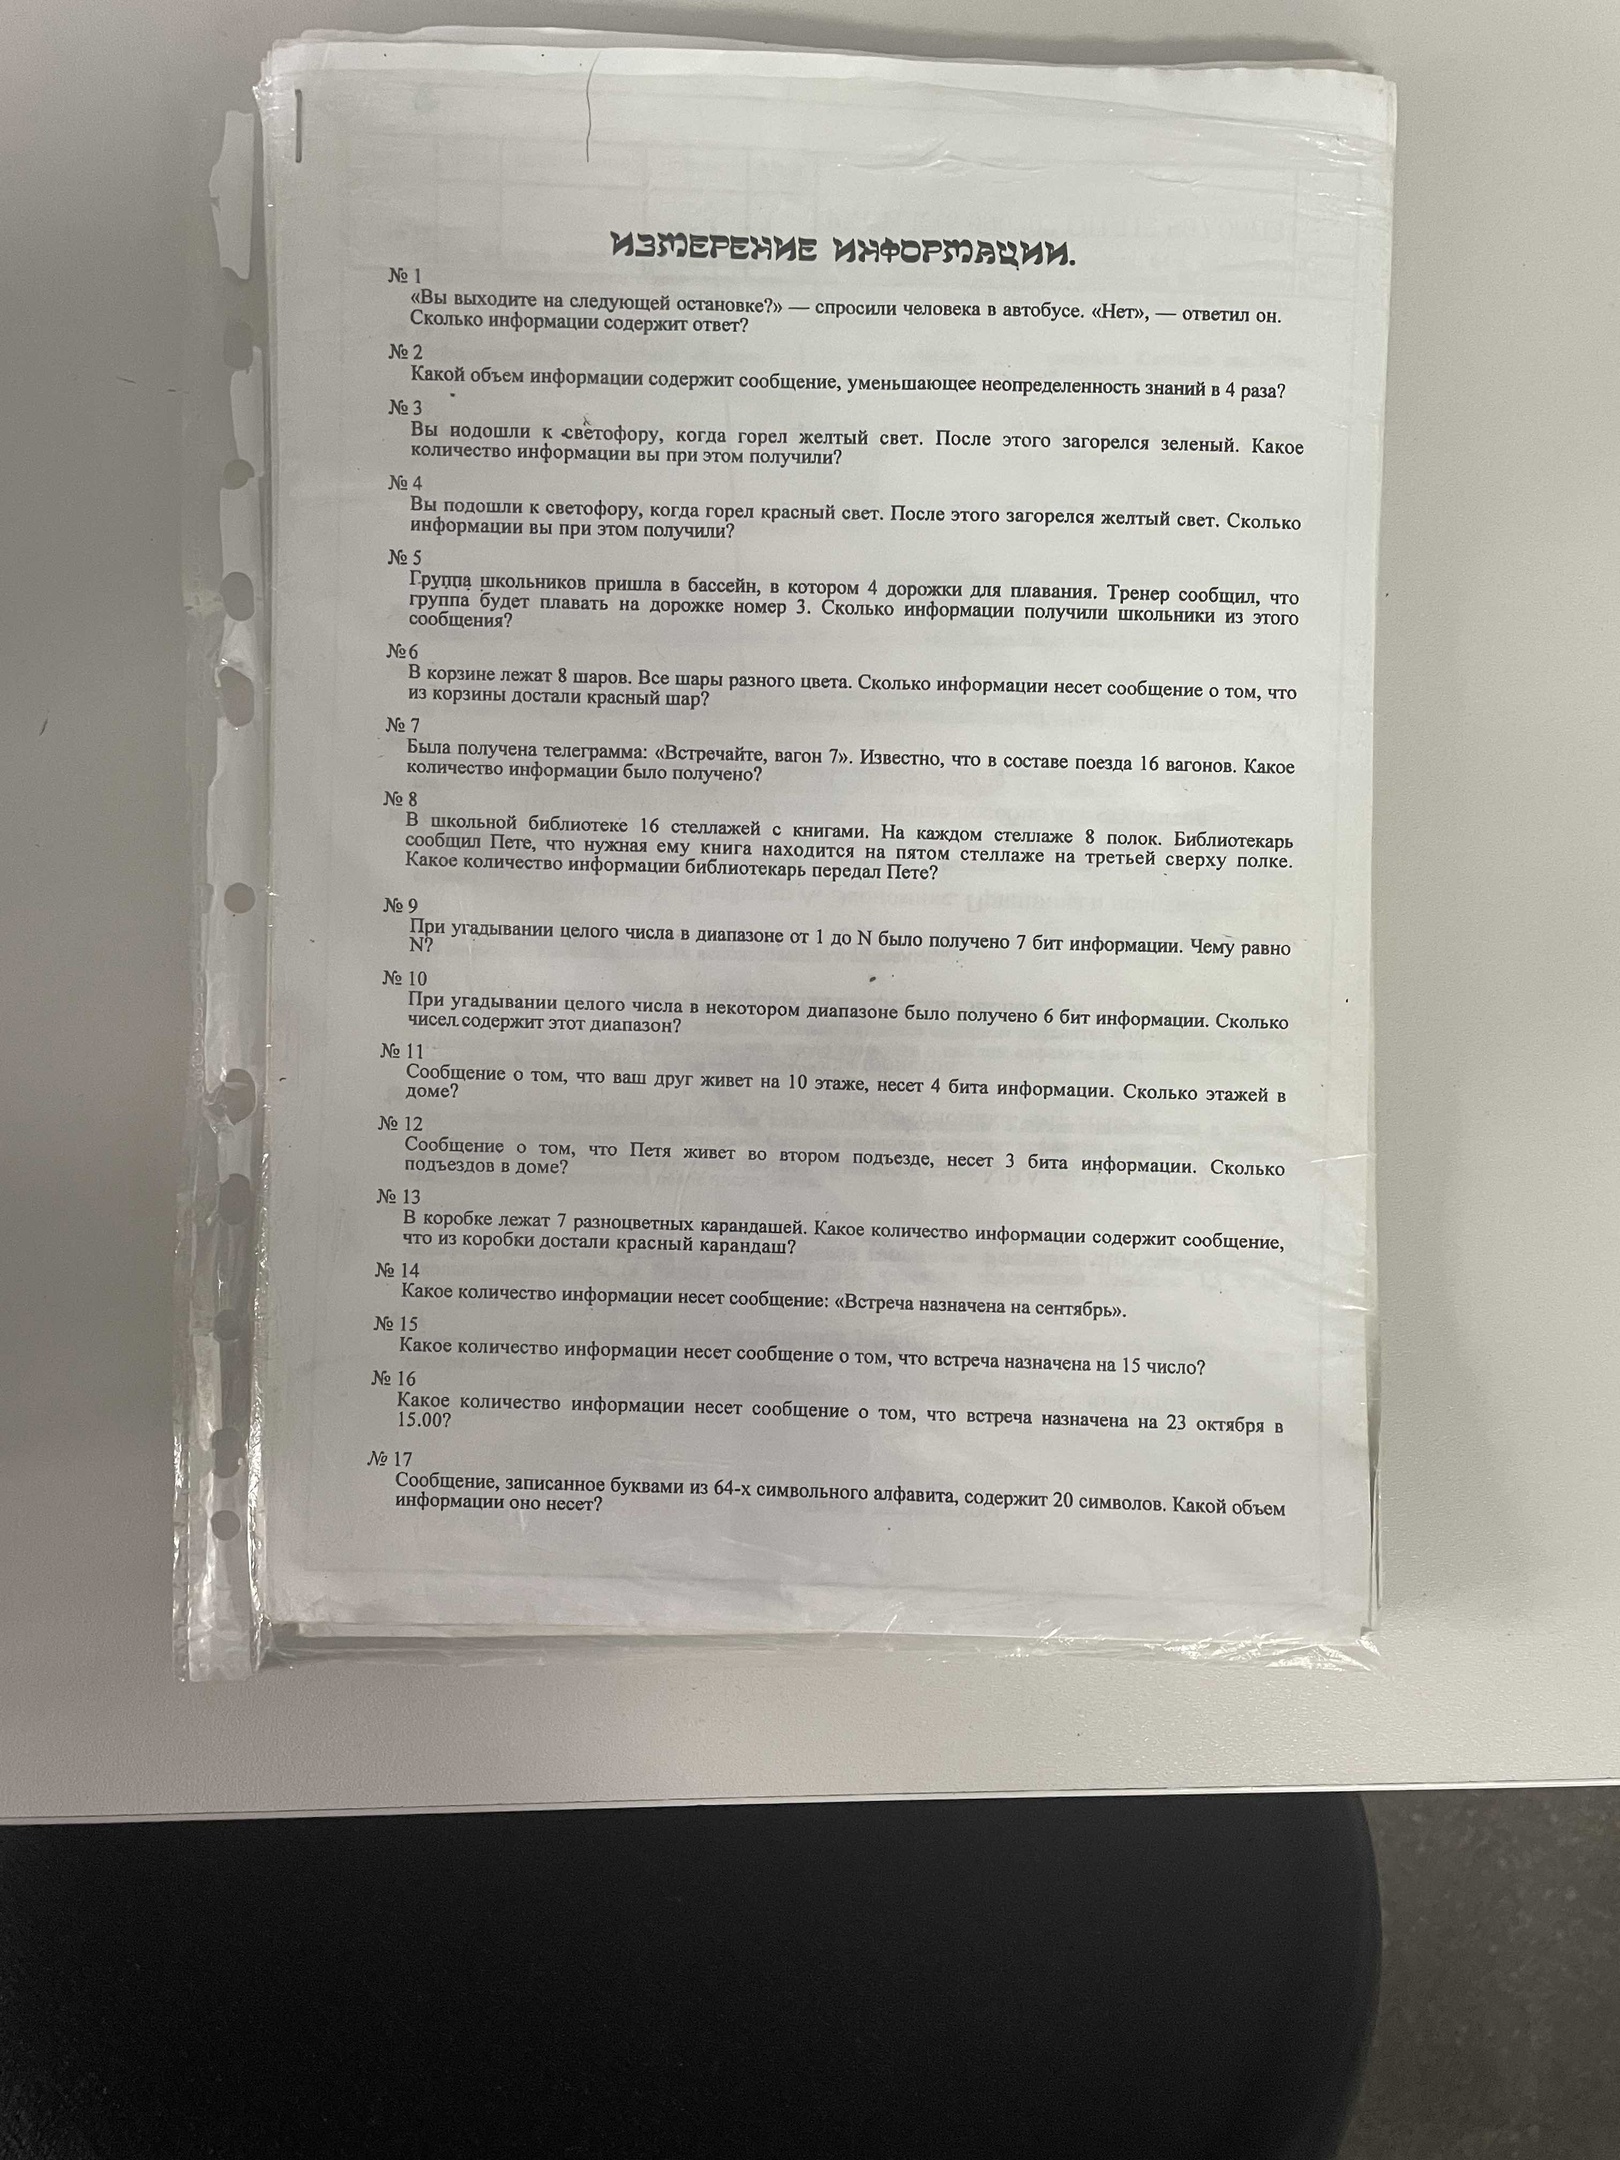 ИЗМЕРЕНИЕ ИНФОРМАЦИИ.
№ 1
«Вы выходите на следующей остановке?» — спросили человека в автобусе. «Нет», — ответил он.
Сколько информации содержит ответ?
№ 2
Какой объем информации содержит сообщение, уменьшающее неопределенность знаний в 4 раза?
№ 3
Вы подошли к светофору, когда горел желтый свет. После этого загорелся зеленый. Какое
количество информации вы при этом получили?
№ 4
Вы подошли к светофору, когда горел красный свет. После этого загорелся желтый свет. Сколько
информации вы при этом получили?
№ 5
Группа школьников пришла в бассейн, в котором 4 дорожки для плавания. Тренер сообщил, что
группа будет плавать на дорожке номер 3. Сколько информации получили школьники из этого
сообщения?
№6
В корзине лежат 8 шаров. Все шары разного цвета. Сколько информации несет сообщение о том, что
из корзины достали красный шар?
№ 7
Была получена телеграмма: «Встречайте, вагон 7». Известно, что в составе поезда 16 вагонов. Какое
количество информации было получено?
№ 8
В школьной библиотеке 16 стеллажей с книгами. На каждом стеллаже 8 полок. Библиотекарь
сообщил Пете, что нужная ему книга находится на пятом стеллаже на третьей сверху полке.
Какое количество информации библиотекарь передал Пете?
№ 9
При угадывании целого числа в диапазоне от 1 до N было получено 7 бит информации. Чему равно
N?
№ 10
При угадывании целого числа в некотором диапазоне было получено 6 бит информации. Сколько
чисел содержит этот диапазон?
№ 11
Сообщение о том, что ваш друг живет на 10 этаже, несет 4 бита информации. Сколько этажей в
доме?
№ 12
Сообщение о том, что Петя живет во втором подъезде, несет 3 бита информации. Сколько
подъездов в доме?
№ 13
В коробке лежат 7 разноцветных карандашей. Какое количество информации содержит сообщение,
что из коробки достали красный карандаш?
№ 14
Какое количество информации несет сообщение: «Встреча назначена на сентябрь».
№ 15
Какое количество информации несет сообщение о том, что встреча назначена на 15 число?
№ 16
Какое количество информации несет сообщение о том, что встреча назначена на 23 октября в
15.00?
№ 17
Сообщение, записанное буквами из 64-х символьного алфавита, содержит 20 символов. Какой объем
информации оно несет?